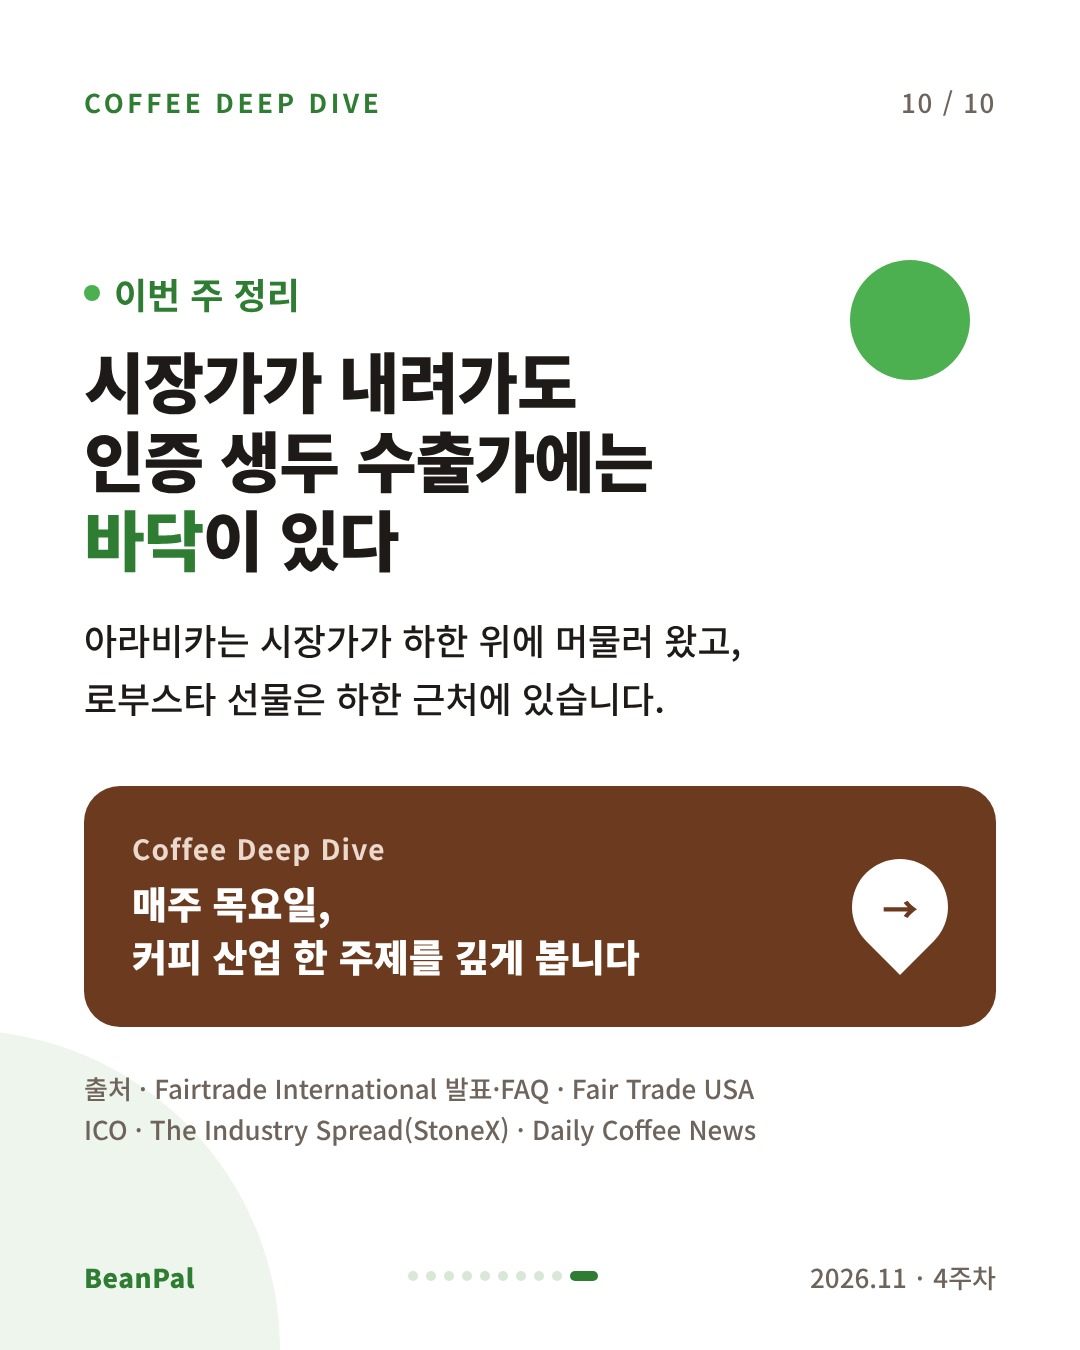 COFFEE DEEP DIVE
10 / 10
이번 주 정리
시장가가 내려가도
인증 생두 수출가에는
바닥이 있다
아라비카는 시장가가 하한 위에 머물러 왔고,
로부스타 선물은 하한 근처에 있습니다.
Coffee Deep Dive
매주 목요일,
커피 산업 한 주제를 깊게 봅니다
→
출처 · Fairtrade International 발표·FAQ · Fair Trade USA
ICO · The Industry Spread(StoneX) · Daily Coffee News
BeanPal
2026.11 · 4주차